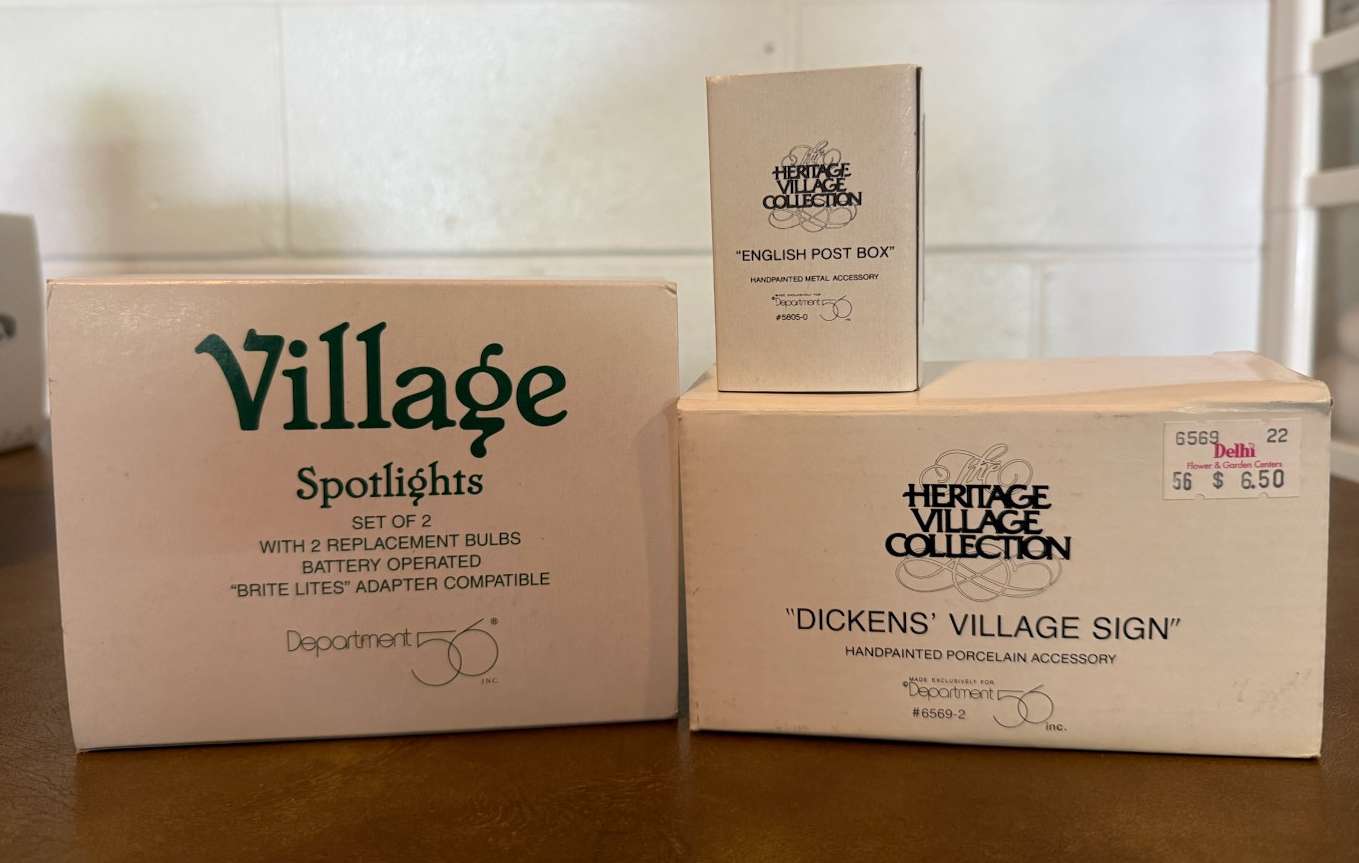 Village
Spotlights
SET OF 2
WITH 2 REPLACEMENT BULBS
BATTERY OPERATED
"BRITE LITES" ADAPTER COMPATIBLE
Department 56®
INC.
The
HERITAGE
VILLAGE
COLLECTION
"ENGLISH POST BOX"
HANDPAINTED METAL ACCESSORY
MADE EXCLUSIVELY FOR
©Department 56
#5805-0
The
HERITAGE
VILLAGE
COLLECTION
"DICKENS' VILLAGE SIGN"
HANDPAINTED PORCELAIN ACCESSORY
MADE EXCLUSIVELY FOR
©Department 56
#6569-2 inc.
6569 22
Delhi
Flower & Garden Centers
56 $ 6.50